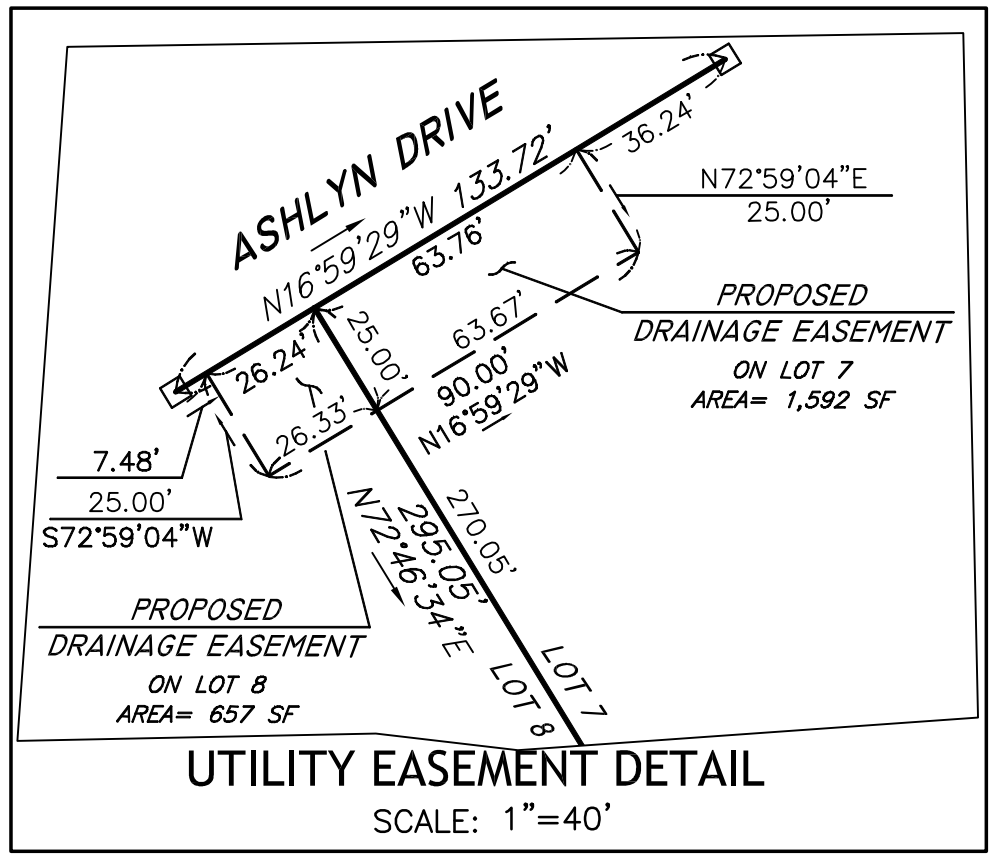 ASHLYN DRIVE
N16°59'29"W 133.72'
36.24'
N72°59'04"E
25.00'
63.76'
PROPOSED
DRAINAGE EASEMENT
ON LOT 7
AREA= 1,592 SF
26.24'
25.00'
63.67'
90.00'
N16°59'29"W
26.33'
7.48'
25.00'
S72°59'04"W
270.05'
295.05'
N72°46'34"E
PROPOSED
DRAINAGE EASEMENT
ON LOT 8
AREA= 657 SF
LOT 7
LOT 8
UTILITY EASEMENT DETAIL
SCALE: 1"=40'